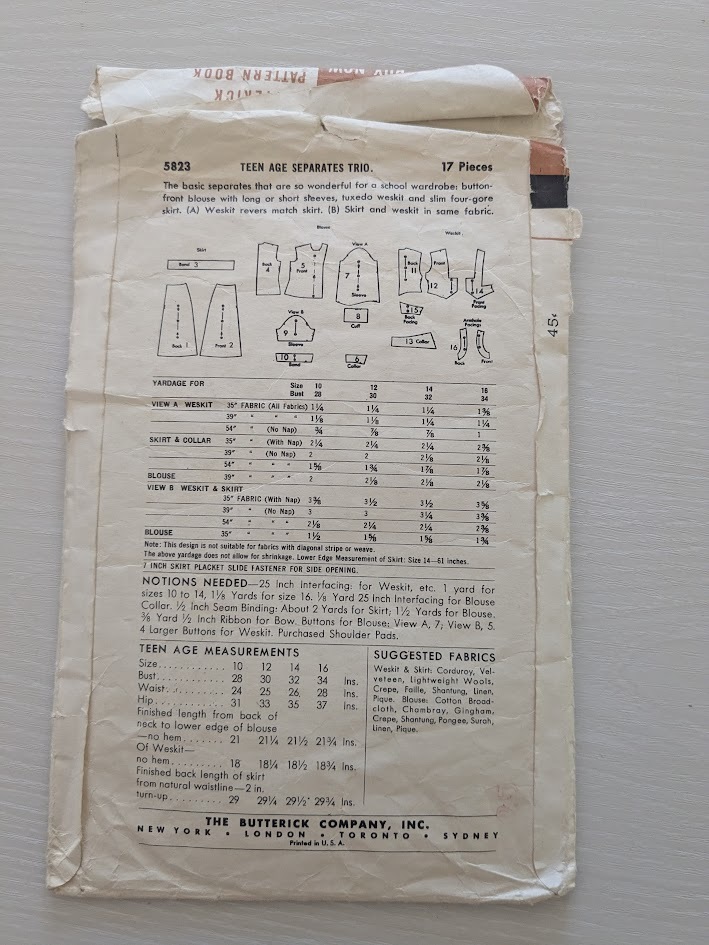 PATTERN BOOK
BUY NOW
5823 TEEN AGE SEPARATES TRIO. 17 Pieces
The basic separates that are so wonderful for a school wardrobe: button-
front blouse with long or short sleeves, tuxedo weskit and slim four-gore
skirt. (A) Weskit revers match skirt. (B) Skirt and weskit in same fabric.
Skirt
Band 3
Back 1
Front 2
Blouse
Back 4
5 Front
View A
7
Sleeve
View B
9
Sleeve
8
Cuff
10
Band
6
Collar
Weskit
Back 11
Front
12
14
Front Facing
15
Back Facing
13 Collar
Armhole Facings
16
Back Front
45¢
YARDAGE FOR Size 10 12 14 16
Bust 28 30 32 34
VIEW A WESKIT 35" FABRIC (All Fabrics) 1¼ 1¼ 1¼ 1⅜
39" " " " 1⅛ 1⅛ 1¼ 1¼
54" " (No Nap) ¾ ⅞ ⅞ 1
SKIRT & COLLAR 35" " (With Nap) 2¼ 2¼ 2¼ 2⅜
39" " (No Nap) 2 2 2⅛ 2⅛
54" " " " 1⅝ 1¾ 1⅞ 1⅞
BLOUSE 39" " " " 2 2⅛ 2⅛ 2⅛
VIEW B WESKIT & SKIRT
35" FABRIC (With Nap) 3⅜ 3½ 3½ 3⅝
39" " (No Nap) 3 3 3¼ 3⅜
54" " " " 2⅛ 2¼ 2¼ 2⅜
BLOUSE 35" " " " 1½ 1⅝ 1⅝ 1¾
Note: This design is not suitable for fabrics with diagonal stripe or weave.
The above yardage does not allow for shrinkage. Lower Edge Measurement of Skirt: Size 14—61 inches.
7 INCH SKIRT PLACKET SLIDE FASTENER FOR SIDE OPENING.
NOTIONS NEEDED—25 Inch Interfacing: for Weskit, etc. 1 yard for
sizes 10 to 14, 1⅛ Yards for size 16. ⅛ Yard 25 Inch Interfacing for Blouse
Collar. ½ Inch Seam Binding: About 2 Yards for Skirt; 1½ Yards for Blouse.
⅜ Yard ½ Inch Ribbon for Bow. Buttons for Blouse: View A, 7; View B, 5.
4 Larger Buttons for Weskit. Purchased Shoulder Pads.
TEEN AGE MEASUREMENTS
Size............ 10 12 14 16
Bust............ 28 30 32 34 Ins.
Waist........... 24 25 26 28 Ins.
Hip............. 31 33 35 37 Ins.
Finished length from back of
neck to lower edge of blouse
—no hem....... 21 21¼ 21½ 21¾ Ins.
Of Weskit—
no hem......... 18 18¼ 18½ 18¾ Ins.
Finished back length of skirt
from natural waistline—2 in.
turn-up......... 29 29¼ 29½ 29¾ Ins.
SUGGESTED FABRICS
Weskit & Skirt: Corduroy, Vel-
veteen, Lightweight Wools,
Crepe, Faille, Shantung, Linen,
Pique. Blouse: Cotton Broad-
cloth, Chambray, Gingham,
Crepe, Shantung, Pongee, Surah,
Linen, Pique.
THE BUTTERICK COMPANY, INC.
NEW YORK • LONDON • TORONTO • SYDNEY
Printed in U. S. A.